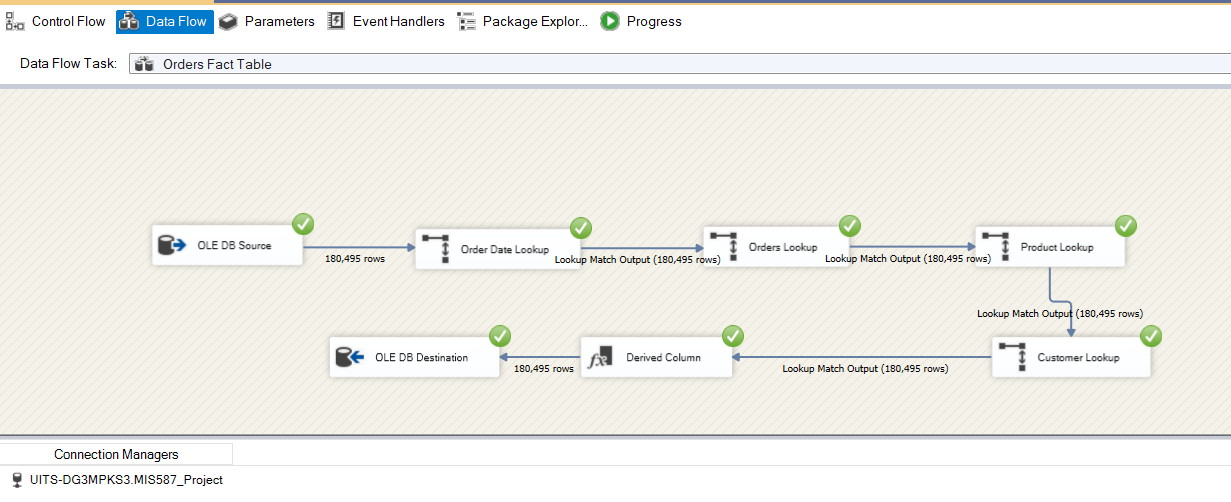 Control Flow Data Flow Parameters Event Handlers Package Explor... Progress
Data Flow Task: Orders Fact Table
OLE DB Source
180,495 rows
Order Date Lookup
Lookup Match Output (180,495 rows)
Orders Lookup
Lookup Match Output (180,495 rows)
Product Lookup
Lookup Match Output (180,495 rows)
Customer Lookup
Lookup Match Output (180,495 rows)
Derived Column
180,495 rows
OLE DB Destination
Connection Managers
UITS-DG3MPKS3.MIS587_Project